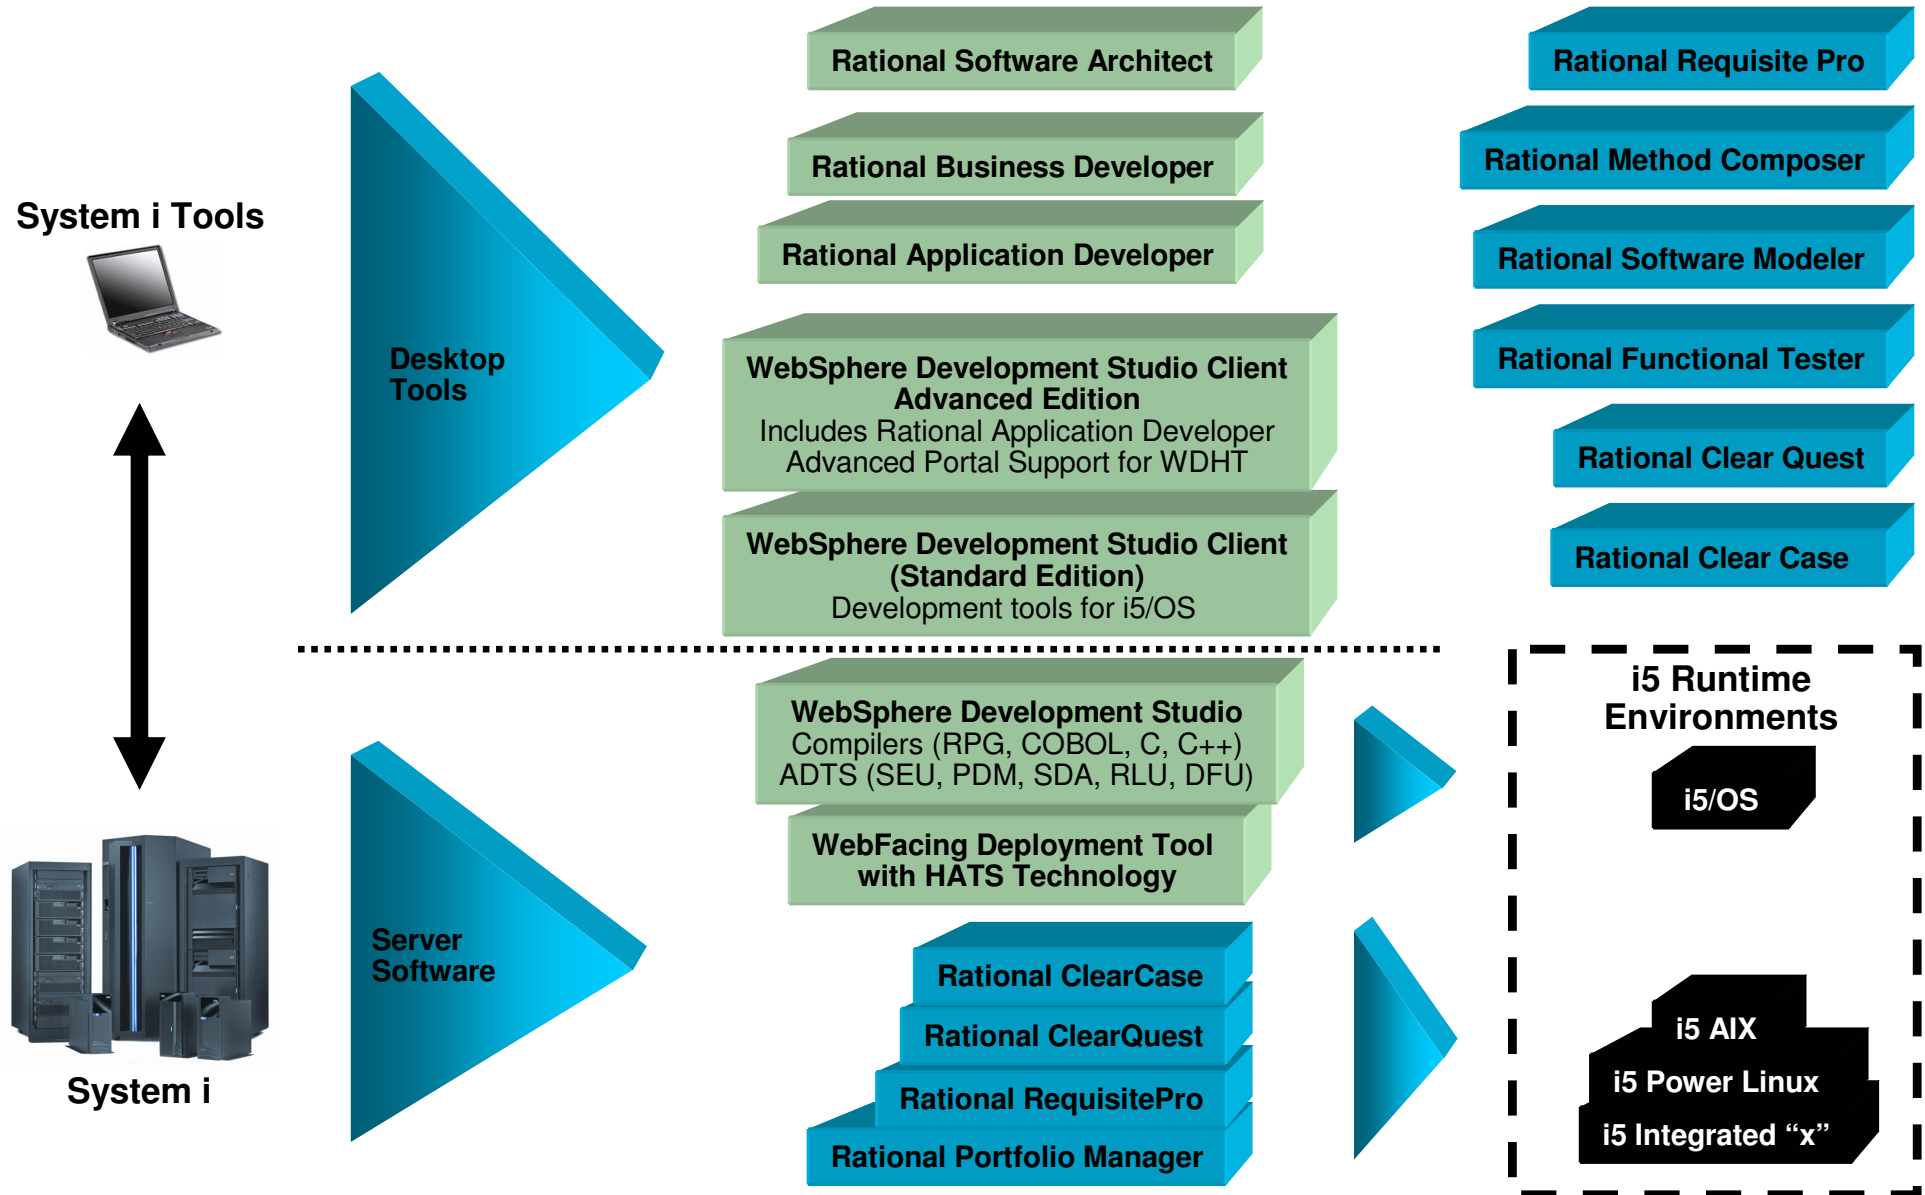 System i Tools
Desktop
Tools
Rational Software Architect
Rational Business Developer
Rational Application Developer
WebSphere Development Studio Client
Advanced Edition
Includes Rational Application Developer
Advanced Portal Support for WDHT
WebSphere Development Studio Client
(Standard Edition)
Development tools for i5/OS
Rational Requisite Pro
Rational Method Composer
Rational Software Modeler
Rational Functional Tester
Rational Clear Quest
Rational Clear Case
System i
Server
Software
WebSphere Development Studio
Compilers (RPG, COBOL, C, C++)
ADTS (SEU, PDM, SDA, RLU, DFU)
WebFacing Deployment Tool
with HATS Technology
Rational ClearCase
Rational ClearQuest
Rational RequisitePro
Rational Portfolio Manager
i5 Runtime
Environments
i5/OS
i5 AIX
i5 Power Linux
i5 Integrated “x”